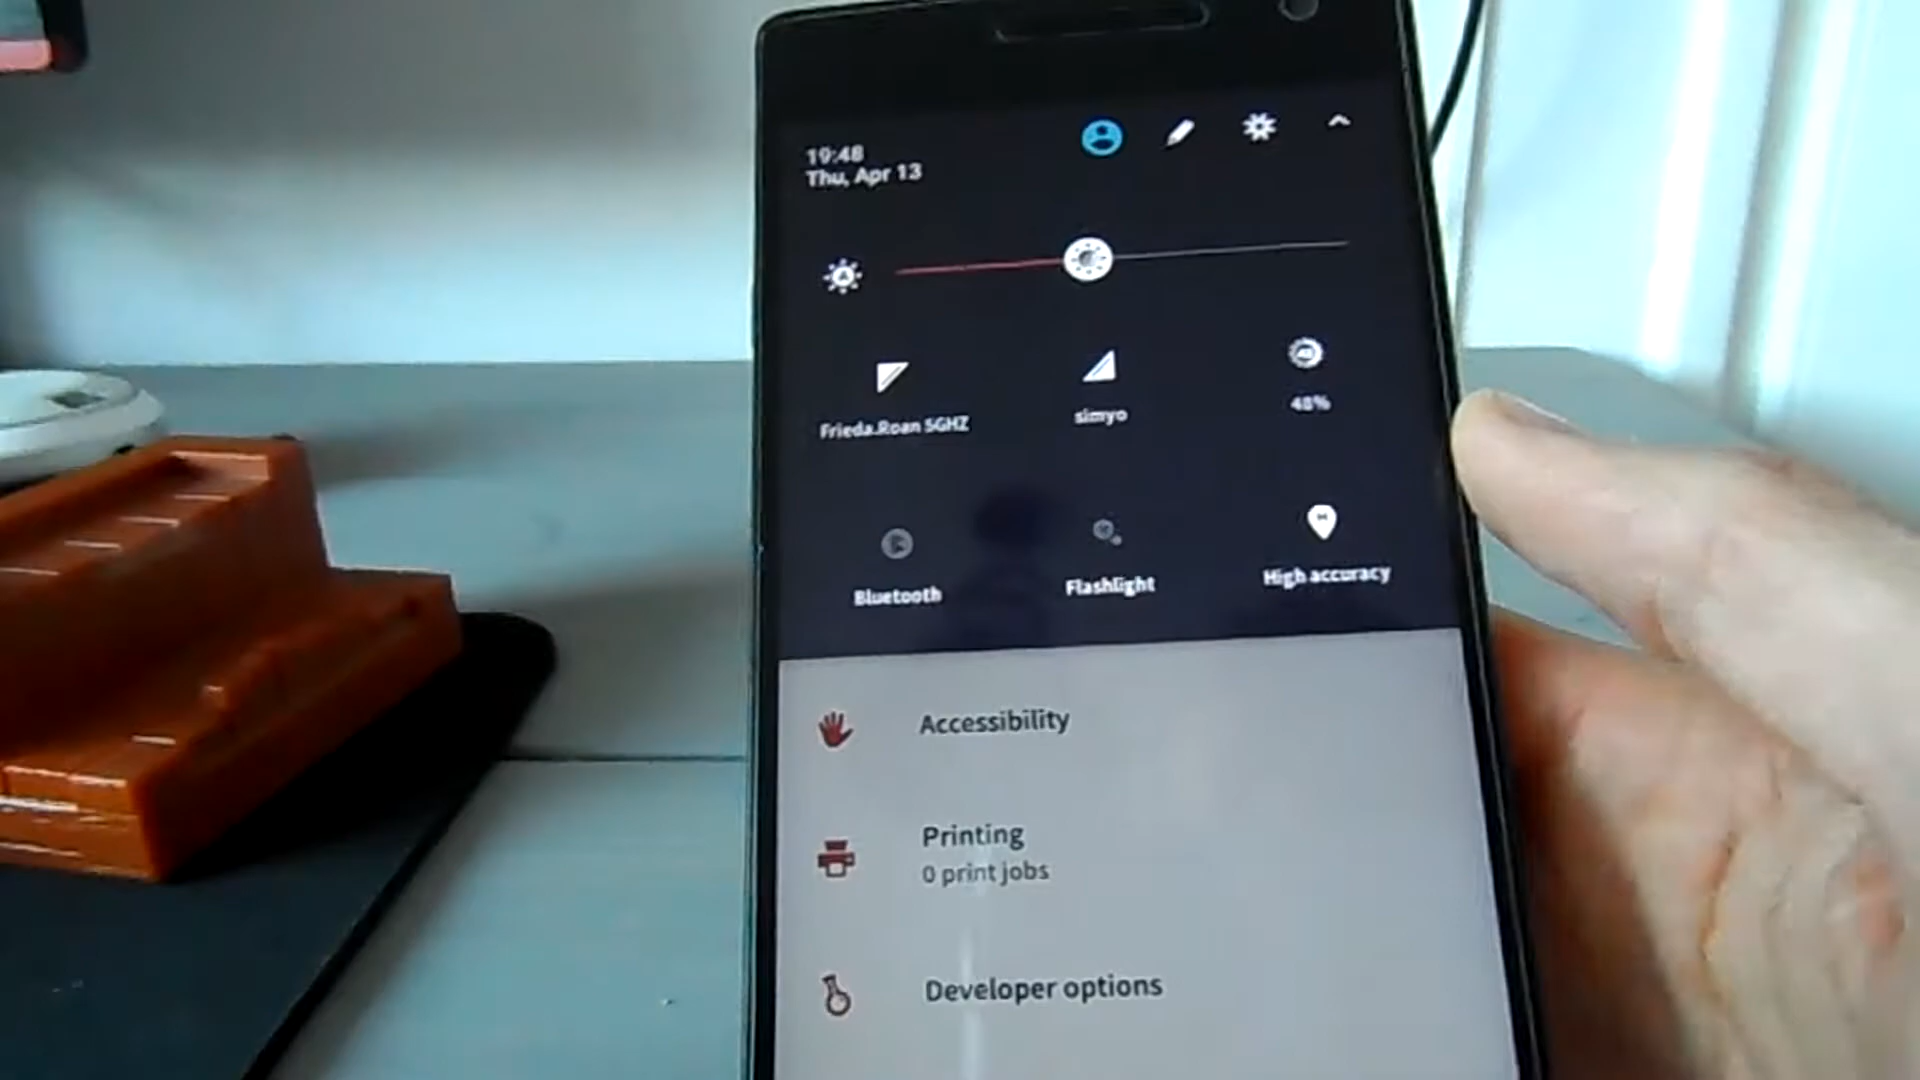 19:48
Thu, Apr 13
Frieda.Roan 5GHZ
simyo
48%
Bluetooth
Flashlight
High accuracy
Accessibility
Printing
0 print jobs
Developer options